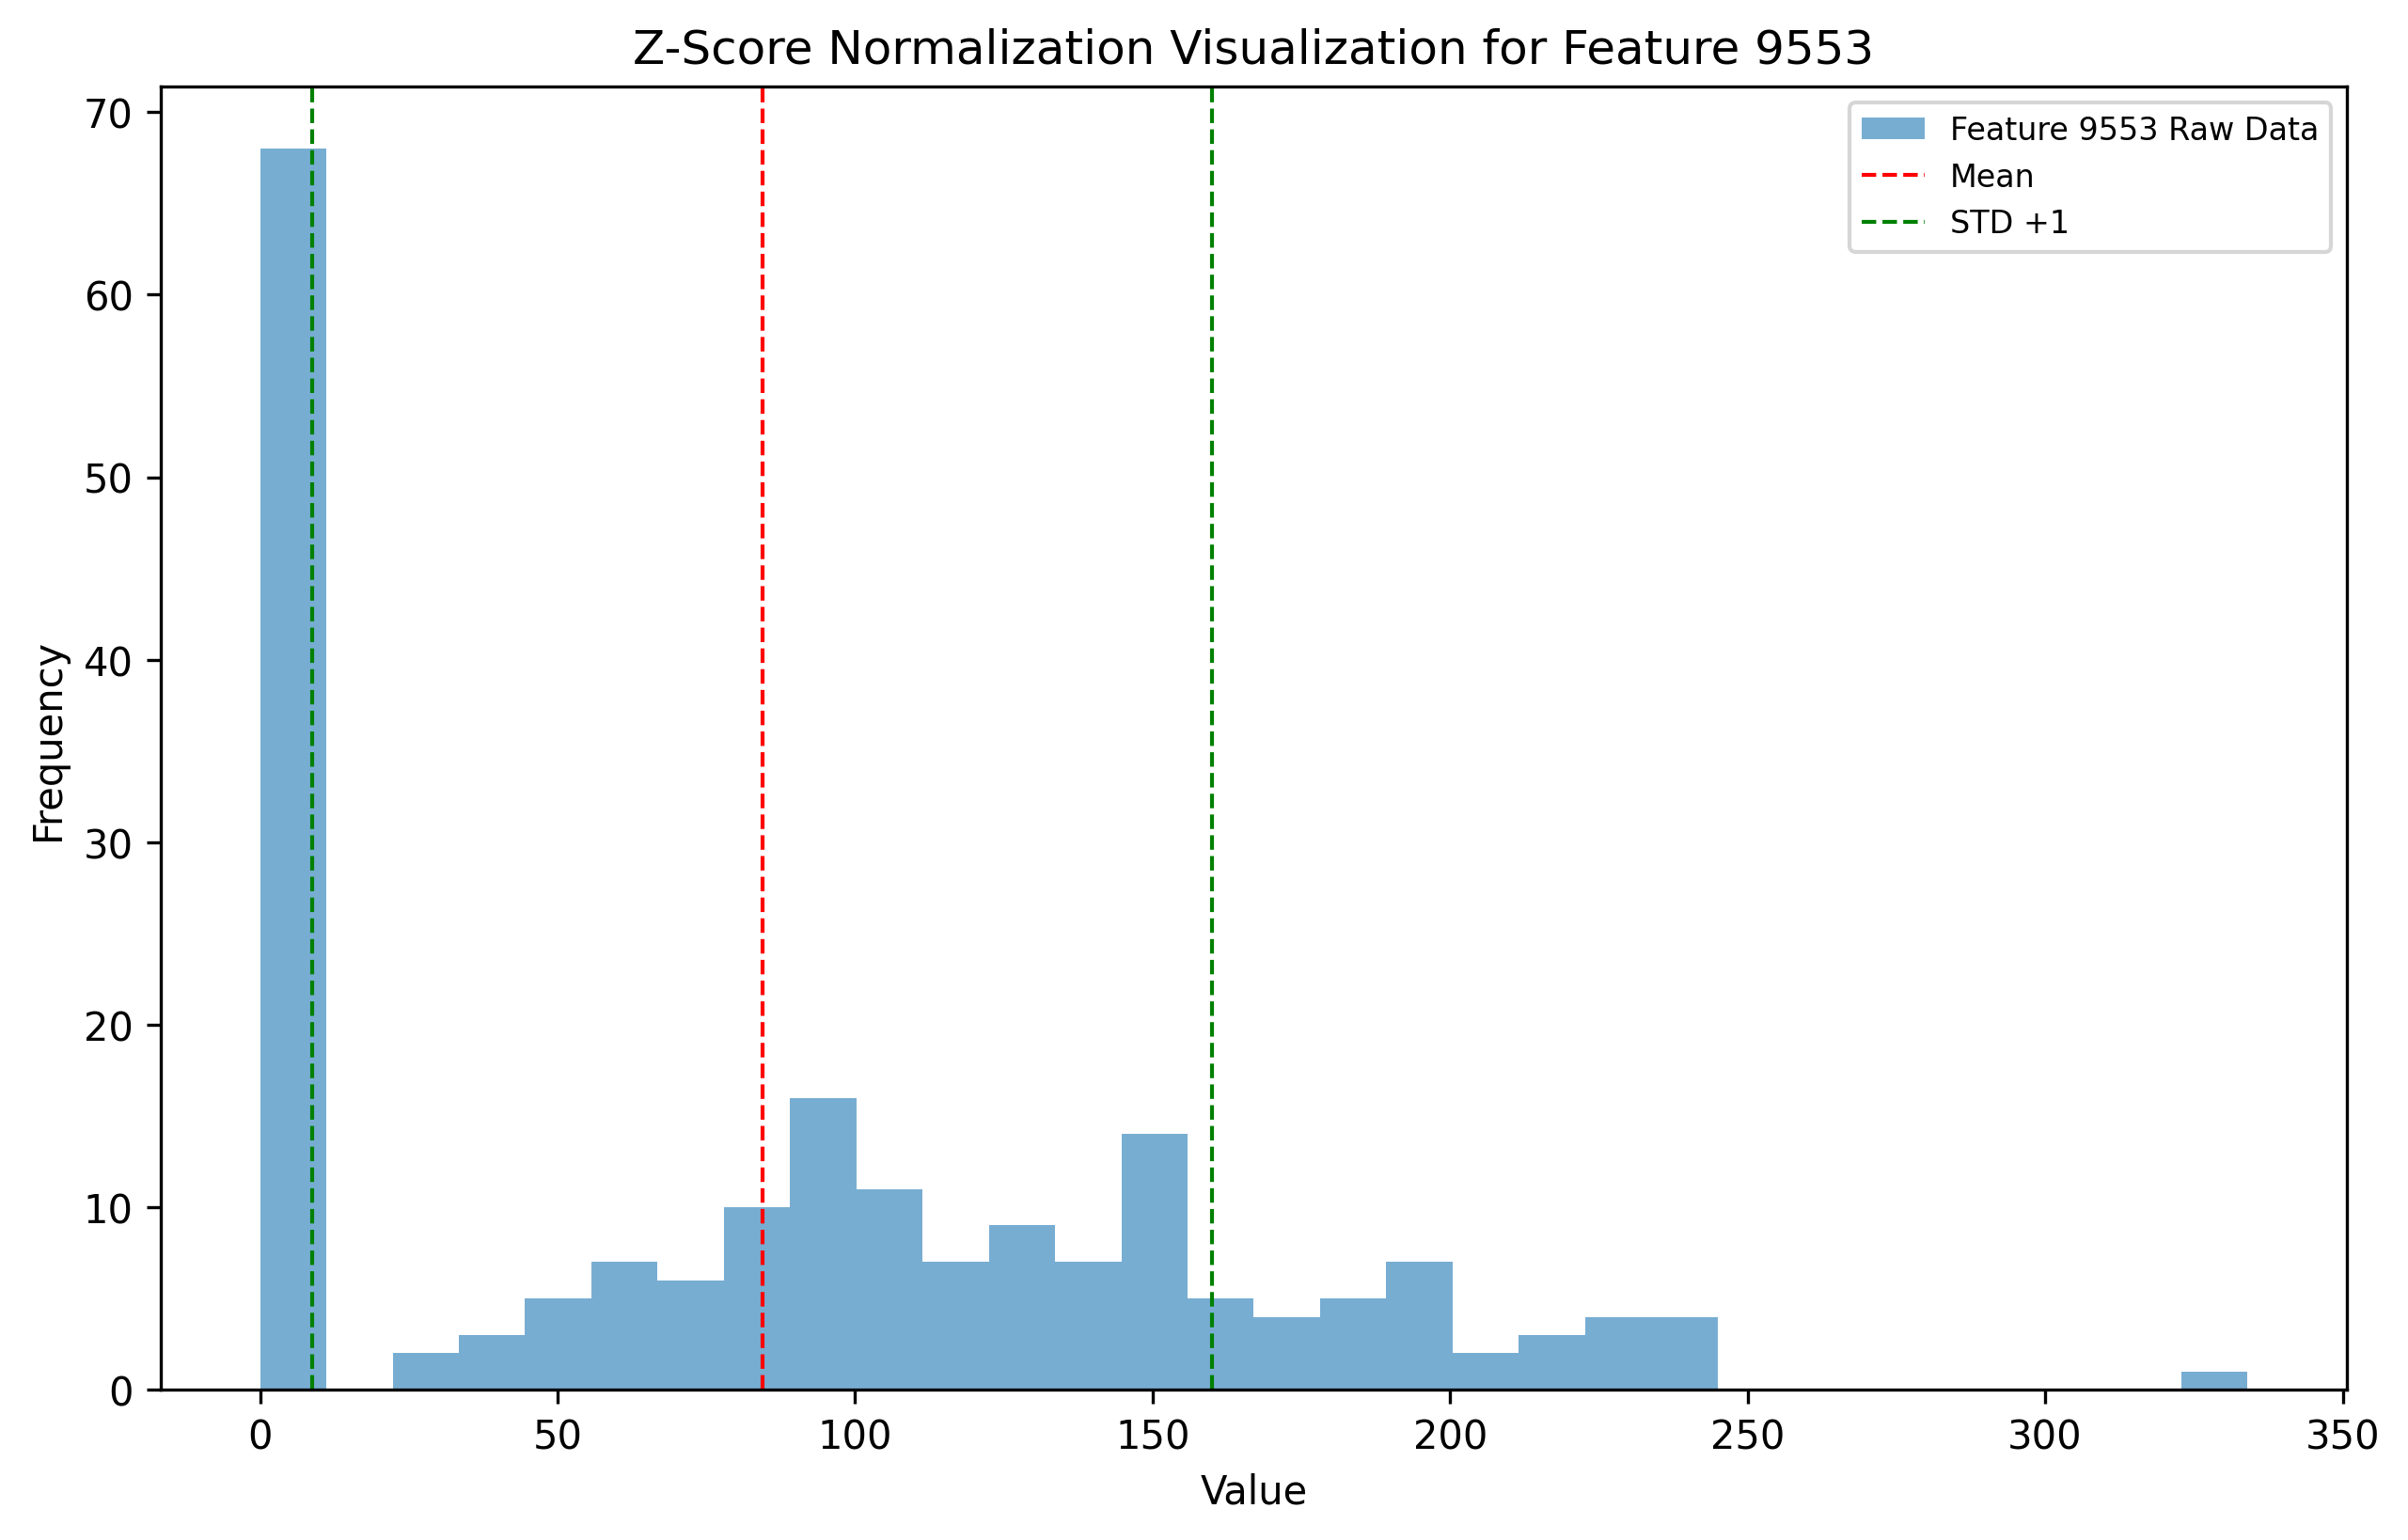 Z-Score Normalization Visualization for Feature 9553
Feature 9553 Raw Data
Mean
STD +1
70
60
50
40
30
20
10
0
Frequency
0 50 100 150 200 250 300 350
Value